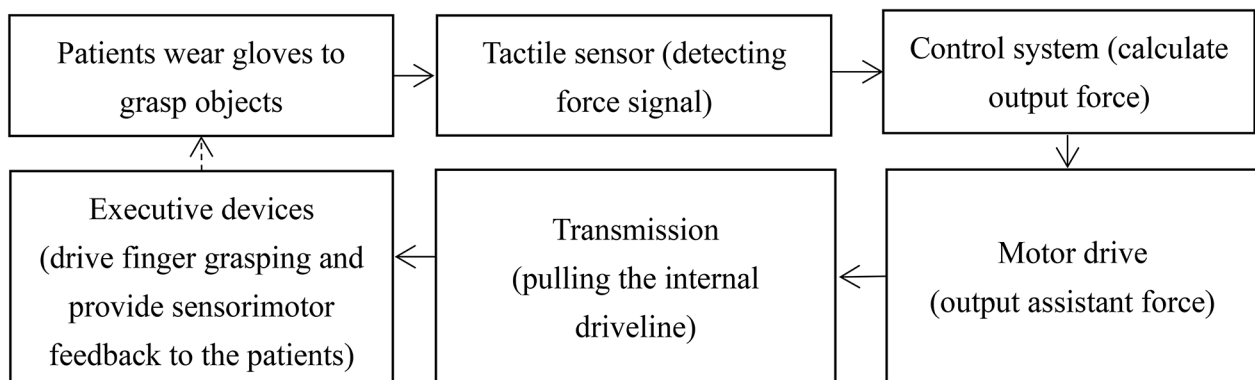 Patients wear gloves to
grasp objects
Tactile sensor (detecting
force signal)
Control system (calculate
output force)
Motor drive
(output assistant force)
Transmission
(pulling the internal
driveline)
Executive devices
(drive finger grasping and
provide sensorimotor
feedback to the patients)